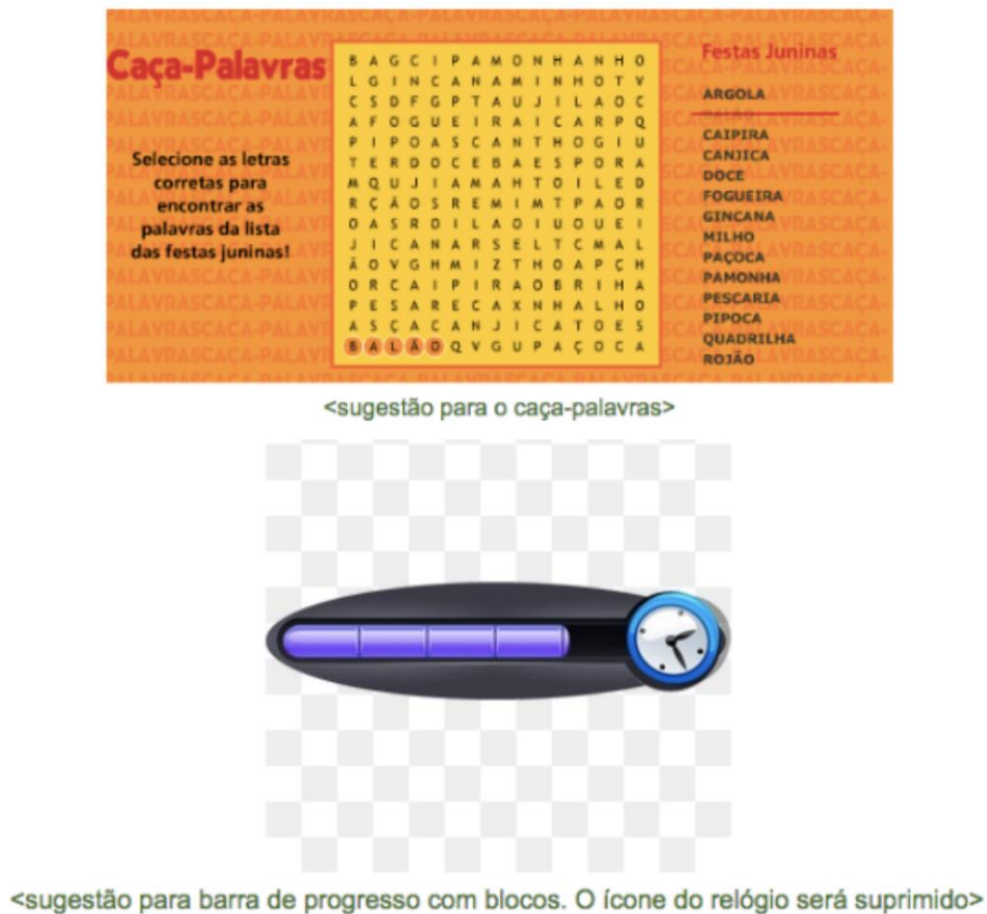 Caça-Palavras
Selecione as letras
corretas para
encontrar as
palavras da lista
das festas juninas!
B A G C I P A M O N H A N H O
L G I N C A N A M I N H O T V
C S D F G P T A U J I L A O C
A F O G U E I R A I C A R P Q
P I P O A S C A N T H O G I U
T E R D O C E B A E S P O R A
M Q U J I A M A H T O I L E D
R Ç Ã O S R E M I M T P A O R
O A S R O I L A O I U O U E I
J I C A N A R S E L T C M A L
Ã O V G H M I Z T H O A P Ç H
O R C A I P I R A O B R I H A
P E S A R E C A X N H A L H O
A S Ç A C A N J I C A T O E S
B A L Ã O Q V G U P A Ç O C A
Festas Juninas
ARGOLA
CAIPIRA
CANJICA
DOCE
FOGUEIRA
GINCANA
MILHO
PAÇOCA
PAMONHA
PESCARIA
PIPOCA
QUADRILHA
ROJÃO
<sugestão para o caça-palavras>
<sugestão para barra de progresso com blocos. O ícone do relógio será suprimido>